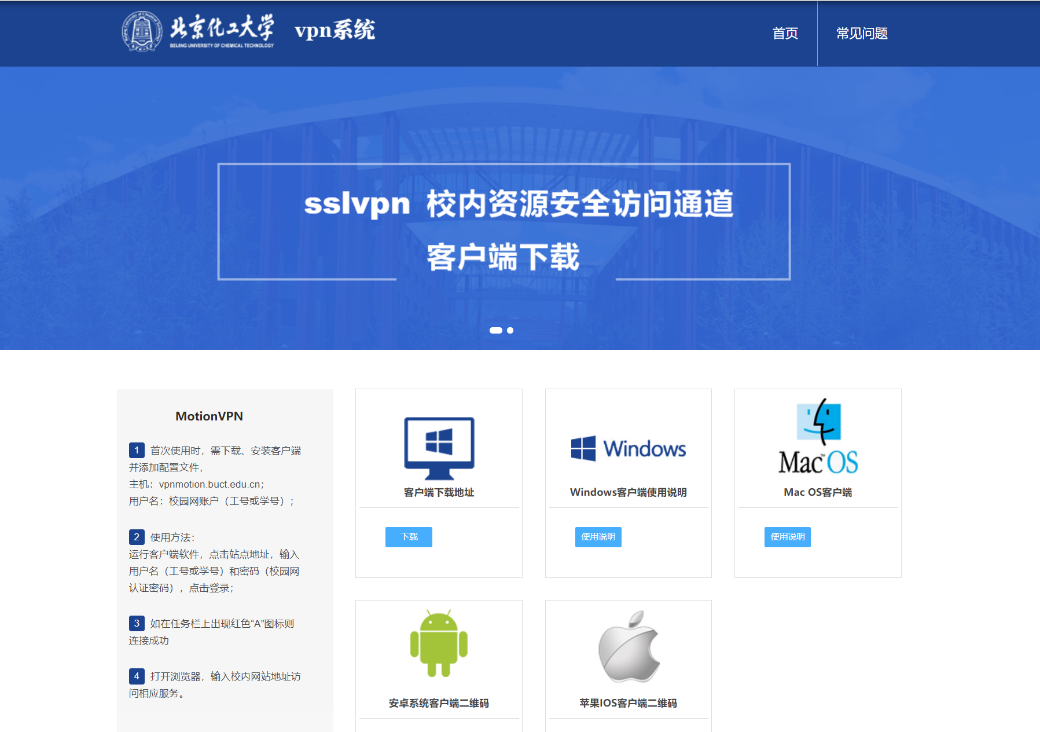 北京化工大学
BEIJING UNIVERSITY OF CHEMICAL TECHNOLOGY
vpn系统
首页
常见问题
sslvpn 校内资源安全访问通道
客户端下载
MotionVPN
1 首次使用时，需下载、安装客户端
并添加配置文件，
主机：vpnmotion.buct.edu.cn；
用户名：校园网账户（工号或学号）；
2 使用方法：
运行客户端软件，点击站点地址，输入
用户名（工号或学号）和密码（校园网
认证密码），点击登录；
3 如在任务栏上出现红色“A”图标则
连接成功
4 打开浏览器，输入校内网站地址访
问相应服务。
客户端下载地址
下载
Windows
Windows客户端使用说明
使用说明
Mac OS
Mac OS客户端
使用说明
安卓系统客户端二维码
苹果IOS客户端二维码